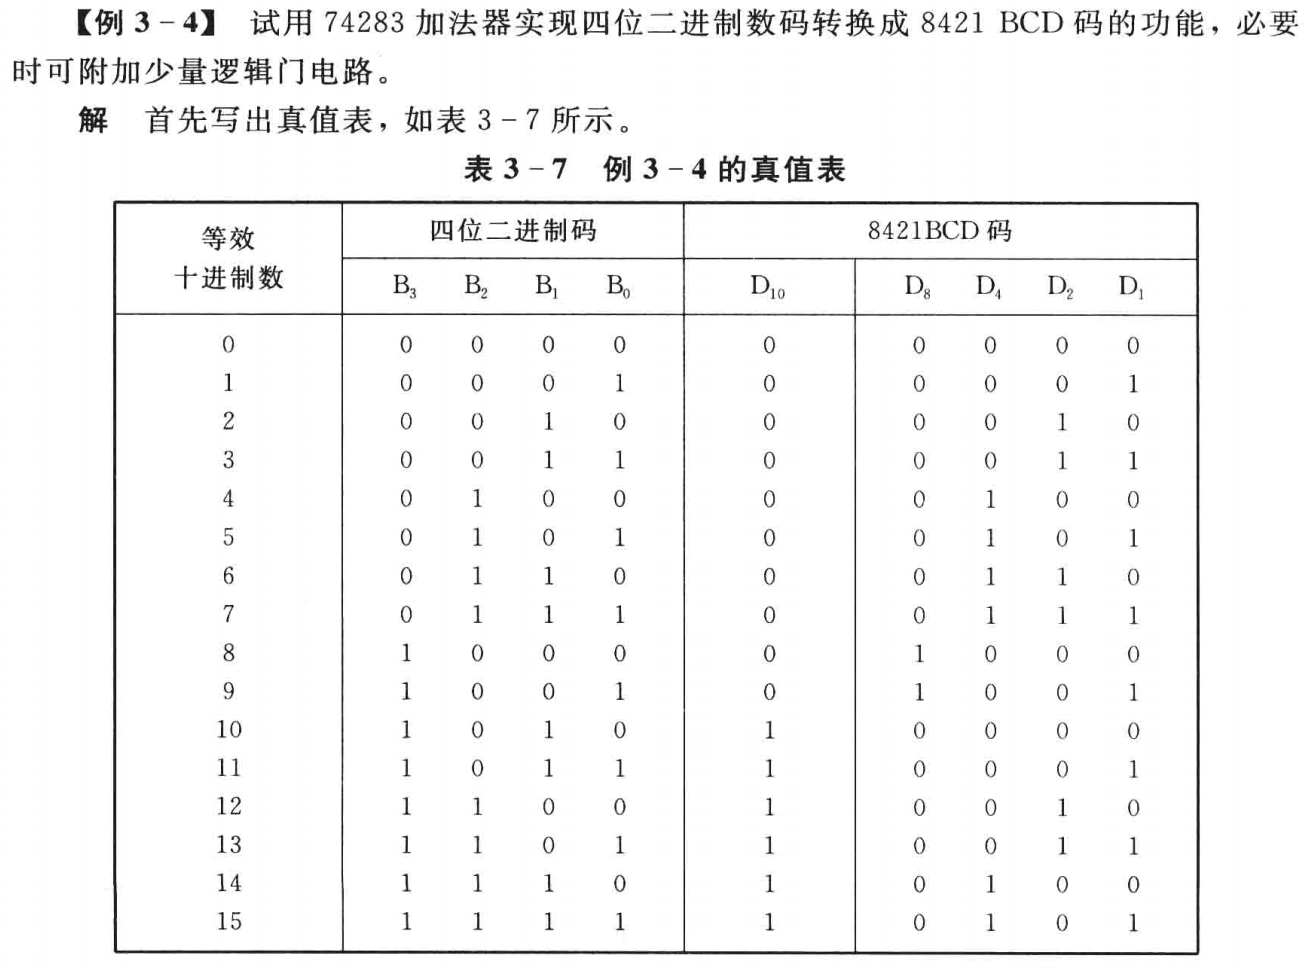 【例 3-4】 试用 74283 加法器实现四位二进制数码转换成 8421 BCD 码的功能，必要
时可附加少量逻辑门电路。
解 首先写出真值表，如表 3-7 所示。
表 3-7 例 3-4 的真值表
等效
十进制数 四位二进制码 8421BCD 码
B₃ B₂ B₁ B₀ D₁₀ D₈ D₄ D₂ D₁
0 0 0 0 0 0 0 0 0 0
1 0 0 0 1 0 0 0 0 1
2 0 0 1 0 0 0 0 1 0
3 0 0 1 1 0 0 0 1 1
4 0 1 0 0 0 0 1 0 0
5 0 1 0 1 0 0 1 0 1
6 0 1 1 0 0 0 1 1 0
7 0 1 1 1 0 0 1 1 1
8 1 0 0 0 0 1 0 0 0
9 1 0 0 1 0 1 0 0 1
10 1 0 1 0 1 0 0 0 0
11 1 0 1 1 1 0 0 0 1
12 1 1 0 0 1 0 0 1 0
13 1 1 0 1 1 0 0 1 1
14 1 1 1 0 1 0 1 0 0
15 1 1 1 1 1 0 1 0 1